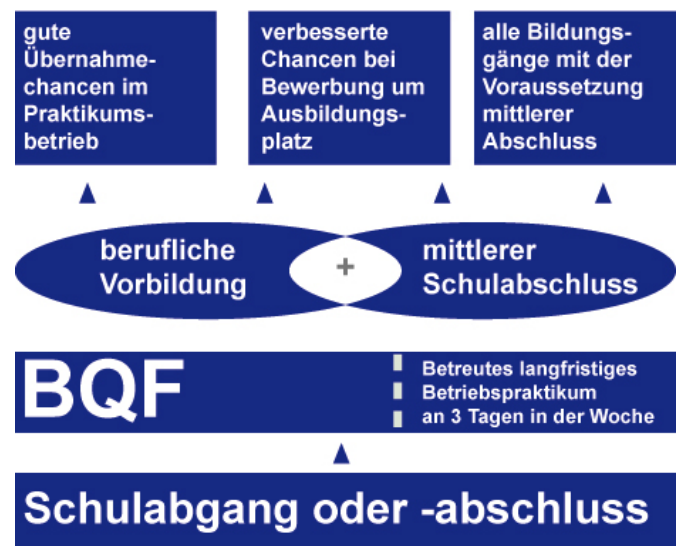 gute
Übernahme-
chancen im
Praktikums-
betrieb
verbesserte
Chancen bei
Bewerbung um
Ausbildungs-
platz
alle Bildungs-
gänge mit der
Voraussetzung
mittlerer
Abschluss
berufliche
Vorbildung
+
mittlerer
Schulabschluss
BQF
Betreutes langfristiges
Betriebspraktikum
an 3 Tagen in der Woche
Schulabgang oder -abschluss